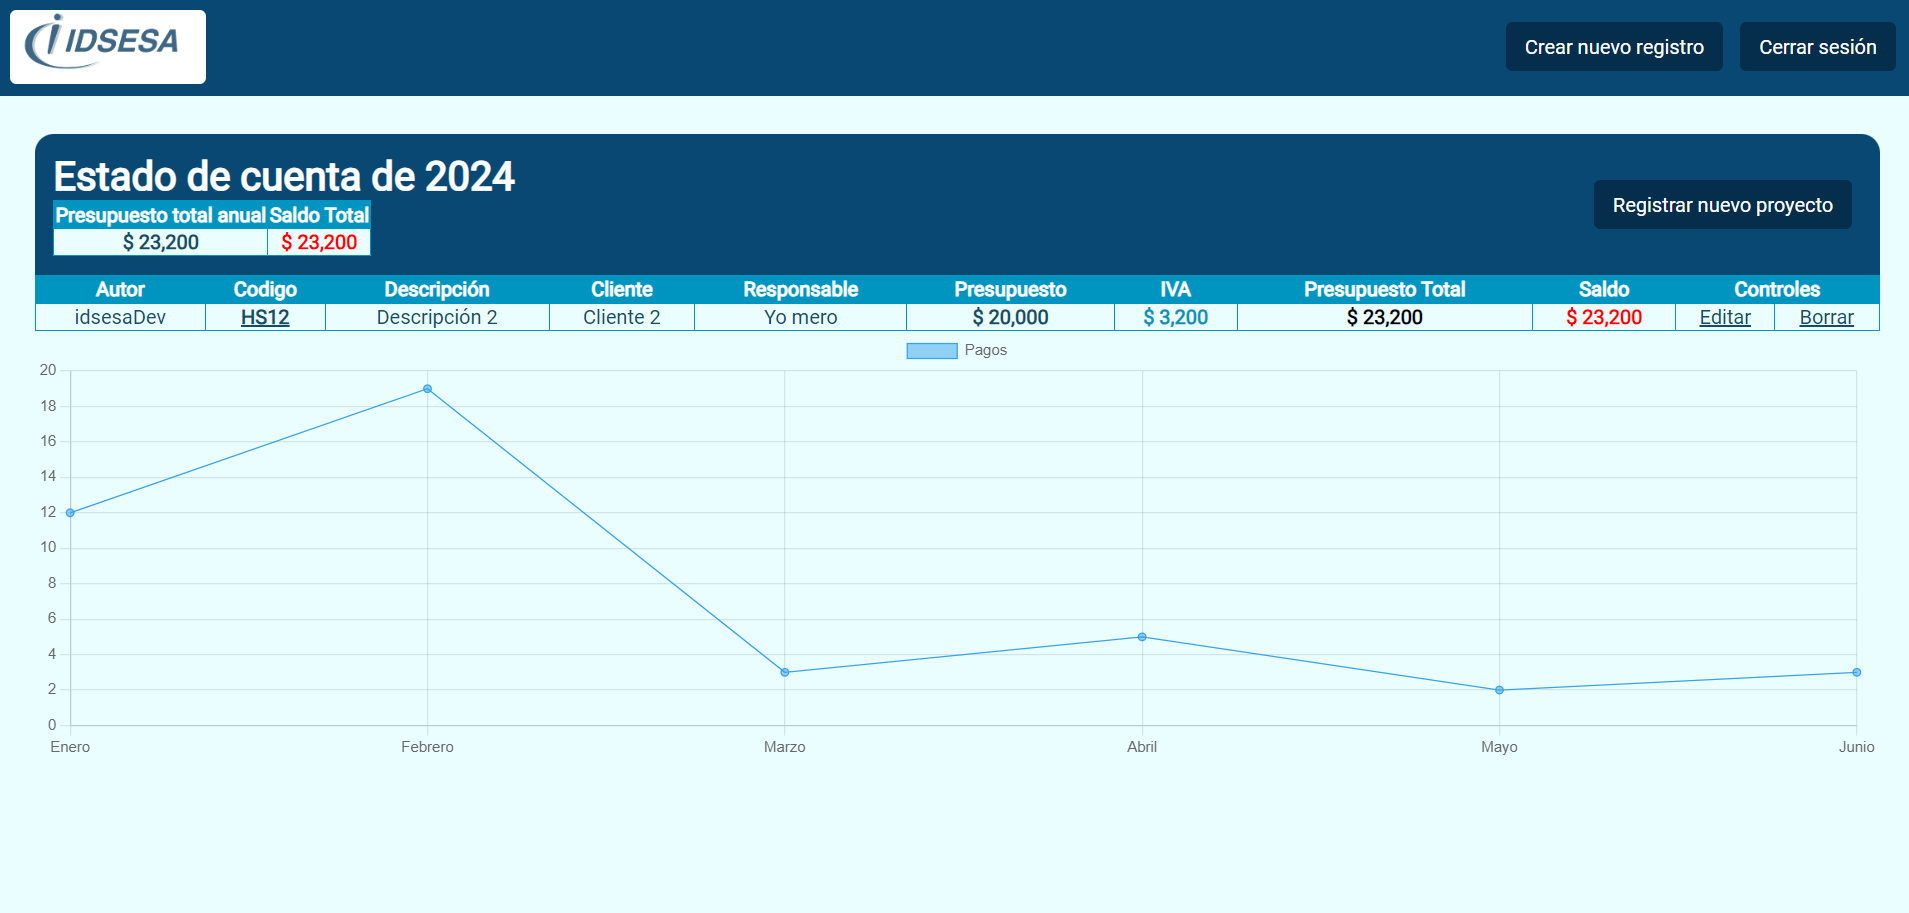 IDSESA
Crear nuevo registro
Cerrar sesión
Estado de cuenta de 2024
Presupuesto total anual Saldo Total
$ 23,200 $ 23,200
Registrar nuevo proyecto
Autor Codigo Descripción Cliente Responsable Presupuesto IVA Presupuesto Total Saldo Controles
idsesaDev HS12 Descripción 2 Cliente 2 Yo mero $ 20,000 $ 3,200 $ 23,200 $ 23,200 Editar Borrar
Pagos
20
18
16
14
12
10
8
6
4
2
0
Enero Febrero Marzo Abril Mayo Junio